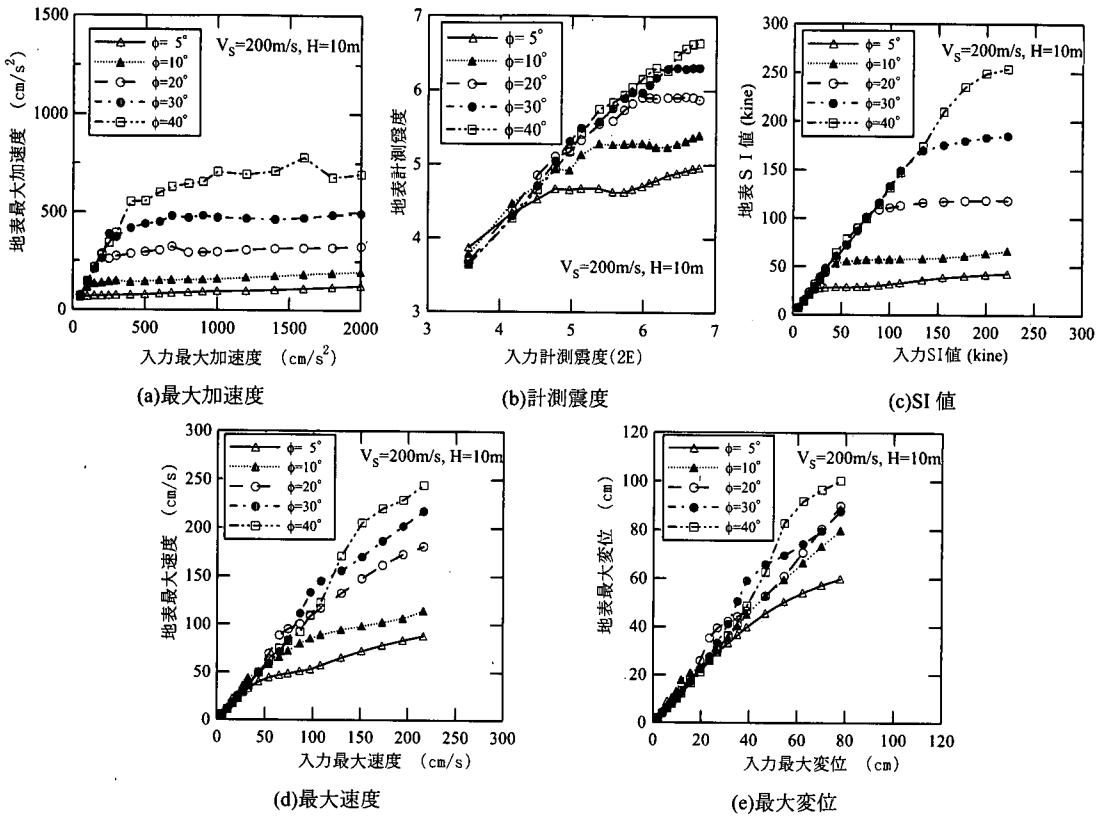 1500
1000
500
0
0 500 1000 1500 2000
地表最大加速度 (cm/s²)
入力最大加速度 (cm/s²)
V_S=200m/s, H=10m
ϕ= 5°
ϕ=10°
ϕ=20°
ϕ=30°
ϕ=40°
(a)最大加速度
7
6
5
4
3
3 4 5 6 7
地表計測震度
入力計測震度(2E)
ϕ= 5°
ϕ=10°
ϕ=20°
ϕ=30°
ϕ=40°
V_S=200m/s, H=10m
(b)計測震度
300
250
200
150
100
50
0
0 50 100 150 200 250 300
地表SI値 (kine)
入力SI値 (kine)
V_S=200m/s, H=10m
ϕ= 5°
ϕ=10°
ϕ=20°
ϕ=30°
ϕ=40°
(c)SI 値
300
250
200
150
100
50
0
0 50 100 150 200 250 300
地表最大速度 (cm/s)
入力最大速度 (cm/s)
V_S=200m/s, H=10m
ϕ= 5°
ϕ=10°
ϕ=20°
ϕ=30°
ϕ=40°
(d)最大速度
120
100
80
60
40
20
0
0 20 40 60 80 100 120
地表最大変位 (cm)
入力最大変位 (cm)
V_S=200m/s, H=10m
ϕ= 5°
ϕ=10°
ϕ=20°
ϕ=30°
ϕ=40°
(e)最大変位